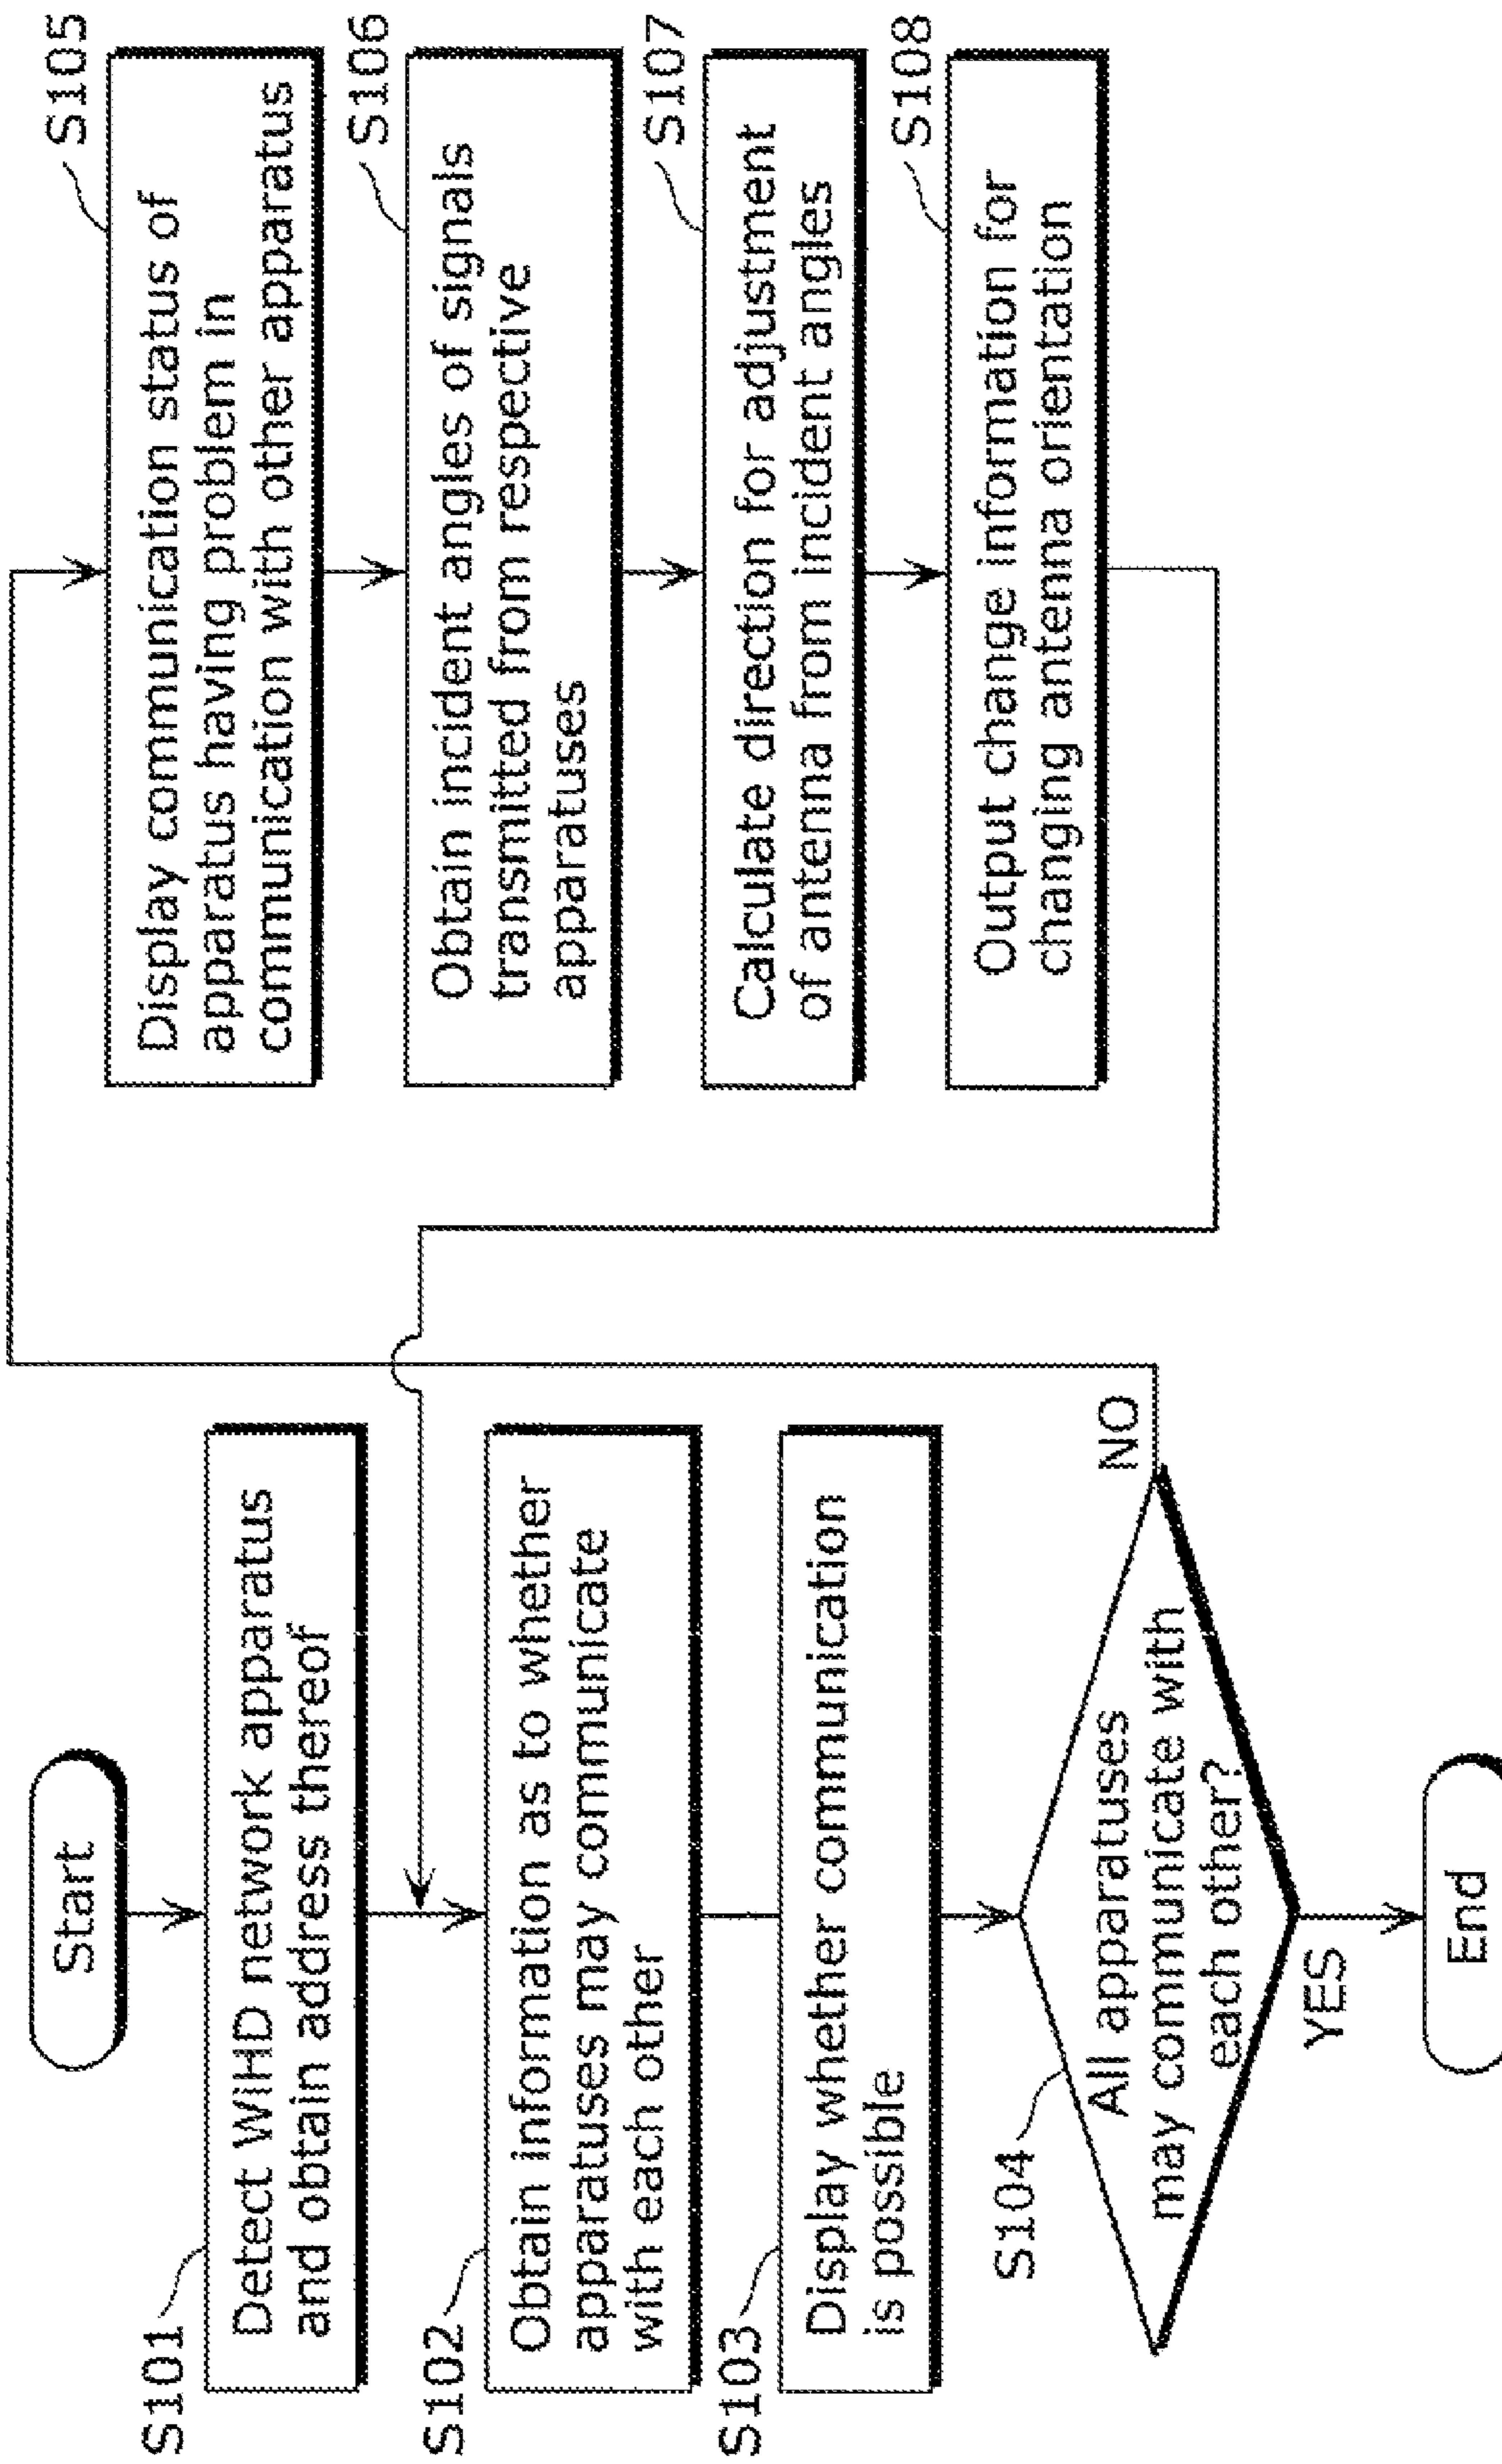 Start
S101
Detect WiHD network apparatus
and obtain address thereof
S102
Obtain information as to whether
apparatuses may communicate
with each other
S103
Display whether communication
is possible
S104
All apparatuses
may communicate with
each other?
NO
YES
End
S105
Display communication status of
apparatus having problem in
communication with other apparatus
S106
Obtain incident angles of signals
transmitted from respective
apparatuses
S107
Calculate direction for adjustment
of antenna from incident angles
S108
Output change information for
changing antenna orientation